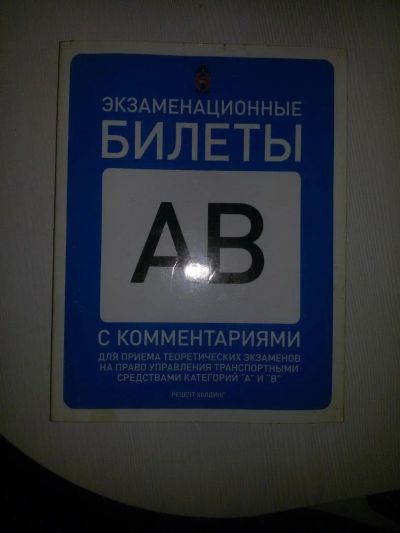 ЭКЗАМЕНАЦИОННЫЕ
БИЛЕТЫ
АВ
С КОММЕНТАРИЯМИ
ДЛЯ ПРИЕМА ТЕОРЕТИЧЕСКИХ ЭКЗАМЕНОВ
НА ПРАВО УПРАВЛЕНИЯ ТРАНСПОРТНЫМИ
СРЕДСТВАМИ КАТЕГОРИЙ "А" И "В"
РЕЦЕПТ-ХОЛДИНГ